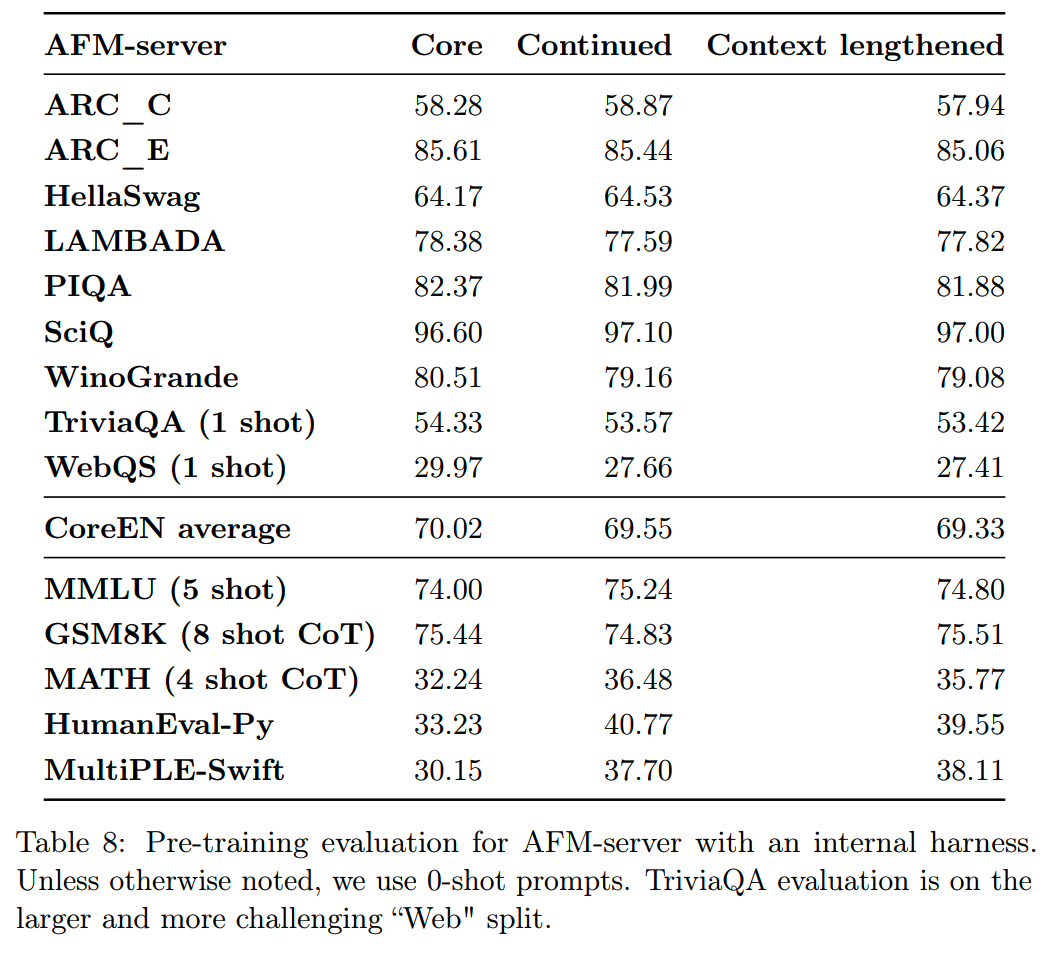 AFM-server Core Continued Context lengthened
ARC_C 58.28 58.87 57.94
ARC_E 85.61 85.44 85.06
HellaSwag 64.17 64.53 64.37
LAMBADA 78.38 77.59 77.82
PIQA 82.37 81.99 81.88
SciQ 96.60 97.10 97.00
WinoGrande 80.51 79.16 79.08
TriviaQA (1 shot) 54.33 53.57 53.42
WebQS (1 shot) 29.97 27.66 27.41
CoreEN average 70.02 69.55 69.33
MMLU (5 shot) 74.00 75.24 74.80
GSM8K (8 shot CoT) 75.44 74.83 75.51
MATH (4 shot CoT) 32.24 36.48 35.77
HumanEval-Py 33.23 40.77 39.55
MultiPLE-Swift 30.15 37.70 38.11
Table 8: Pre-training evaluation for AFM-server with an internal harness.
Unless otherwise noted, we use 0-shot prompts. TriviaQA evaluation is on the
larger and more challenging “Web" split.